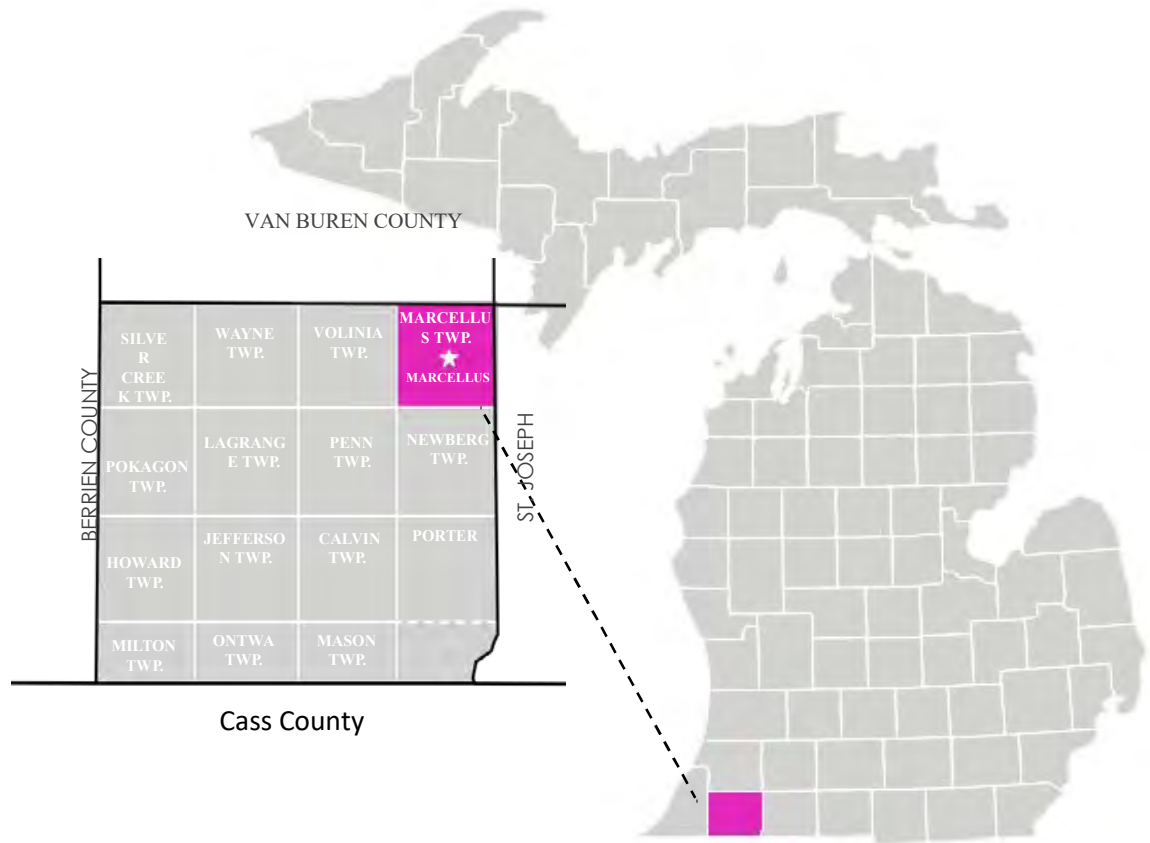 VAN BUREN COUNTY
BERRIEN COUNTY
ST. JOSEPH
SILVE
R
CREE
K TWP.
WAYNE
TWP.
VOLINIA
TWP.
MARCELLU
S TWP.
MARCELLUS
POKAGON
TWP.
LAGRANG
E TWP.
PENN
TWP.
NEWBERG
TWP.
HOWARD
TWP.
JEFFERSO
N TWP.
CALVIN
TWP.
PORTER
MILTON
TWP.
ONTWA
TWP.
MASON
TWP.
Cass County